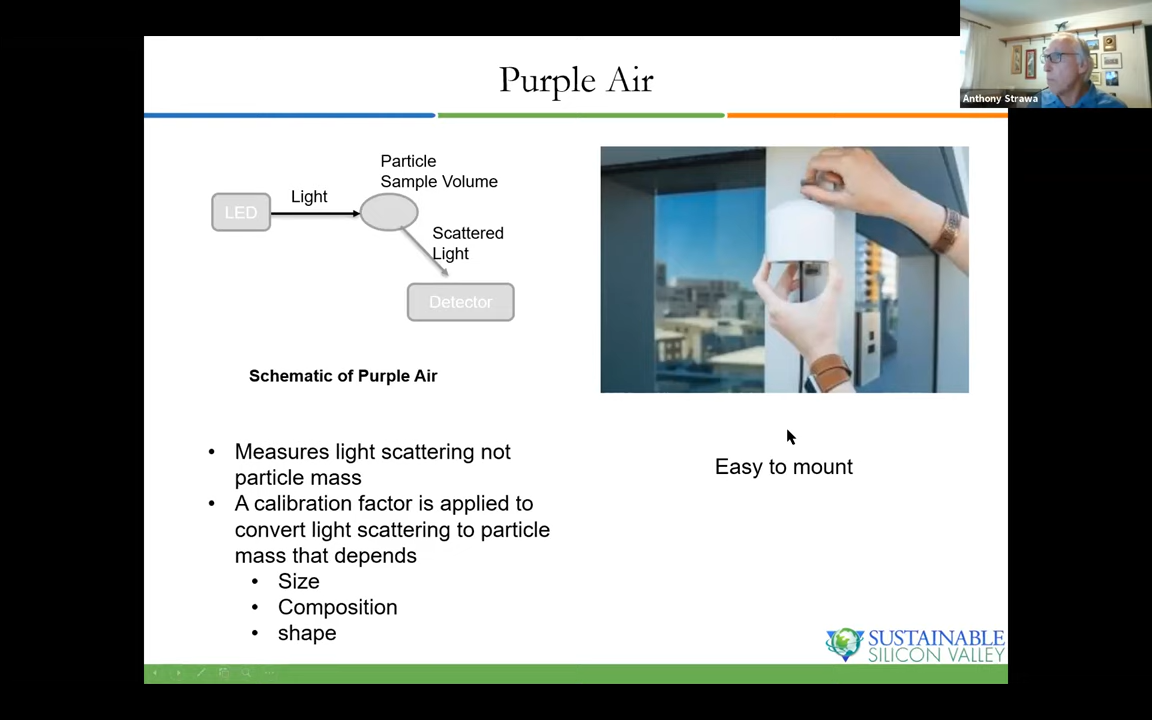 Purple Air
Anthony Strawa
Particle
Sample Volume
LED
Light
Scattered
Light
Detector
Schematic of Purple Air
• Measures light scattering not
particle mass
• A calibration factor is applied to
convert light scattering to particle
mass that depends
• Size
• Composition
• shape
Easy to mount
SUSTAINABLE
SILICON VALLEY